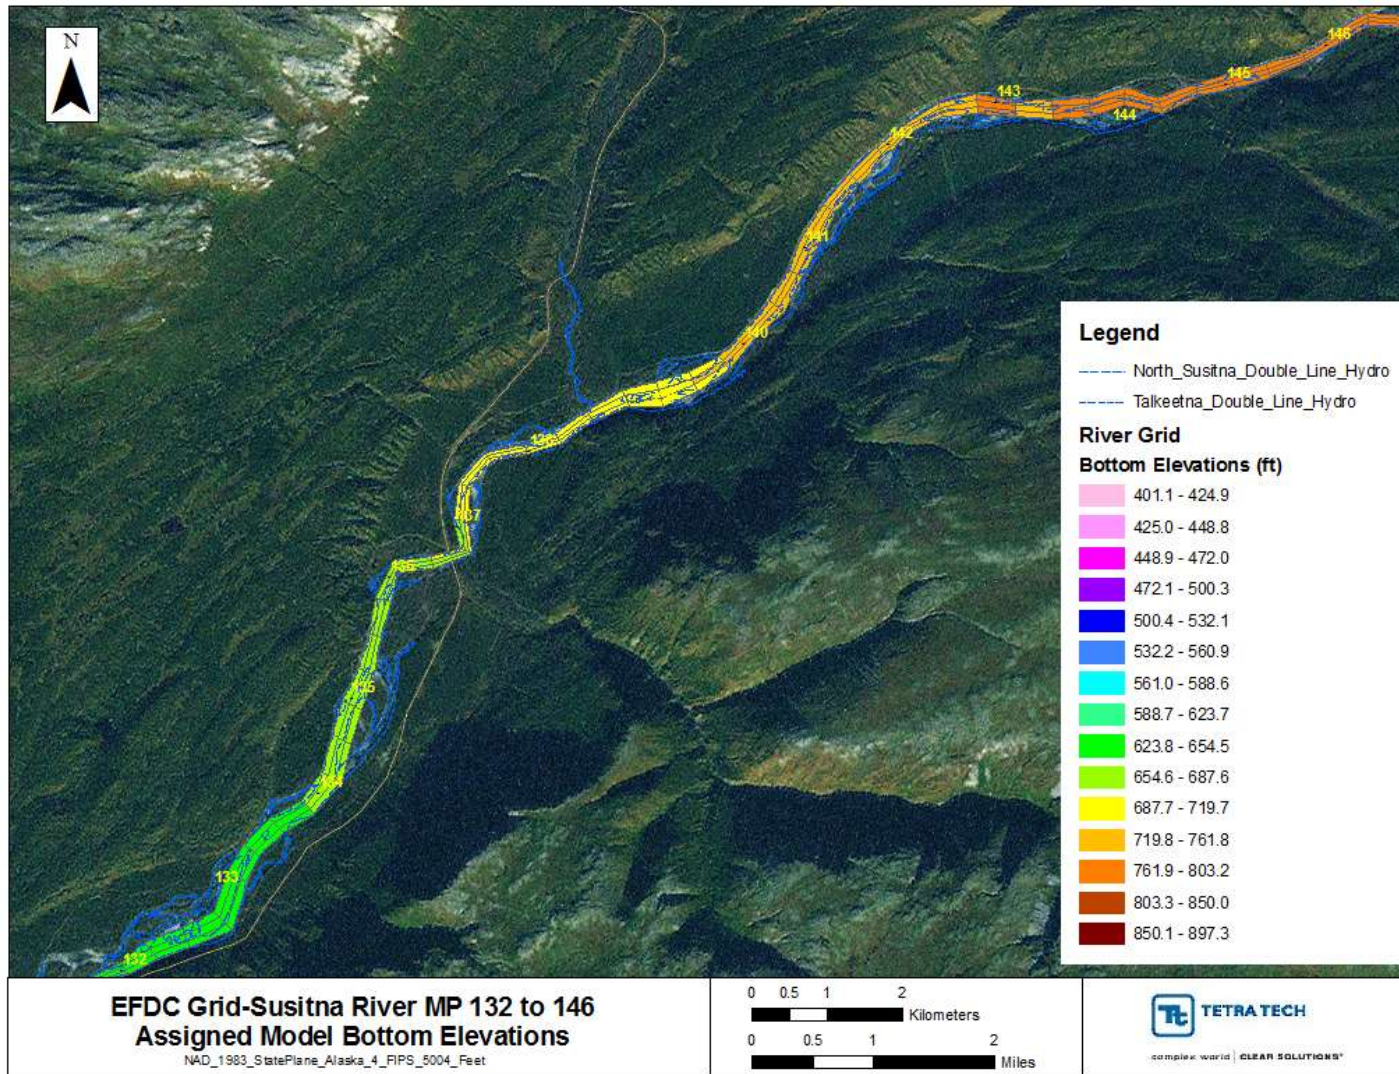 N
146
145
143
144
142
141
140
137
135
133
132
Legend
North_Susitna_Double_Line_Hydro
Talkeetna_Double_Line_Hydro
River Grid
Bottom Elevations (ft)
401.1 - 424.9
425.0 - 448.8
448.9 - 472.0
472.1 - 500.3
500.4 - 532.1
532.2 - 560.9
561.0 - 588.6
588.7 - 623.7
623.8 - 654.5
654.6 - 687.6
687.7 - 719.7
719.8 - 761.8
761.9 - 803.2
803.3 - 850.0
850.1 - 897.3
EFDC Grid-Susitna River MP 132 to 146
Assigned Model Bottom Elevations
NAD_1983_StatePlane_Alaska_4_FIPS_5004_Feet
0 0.5 1 2
Kilometers
0 0.5 1 2
Miles
Tt TETRA TECH
complex world | CLEAR SOLUTIONS™